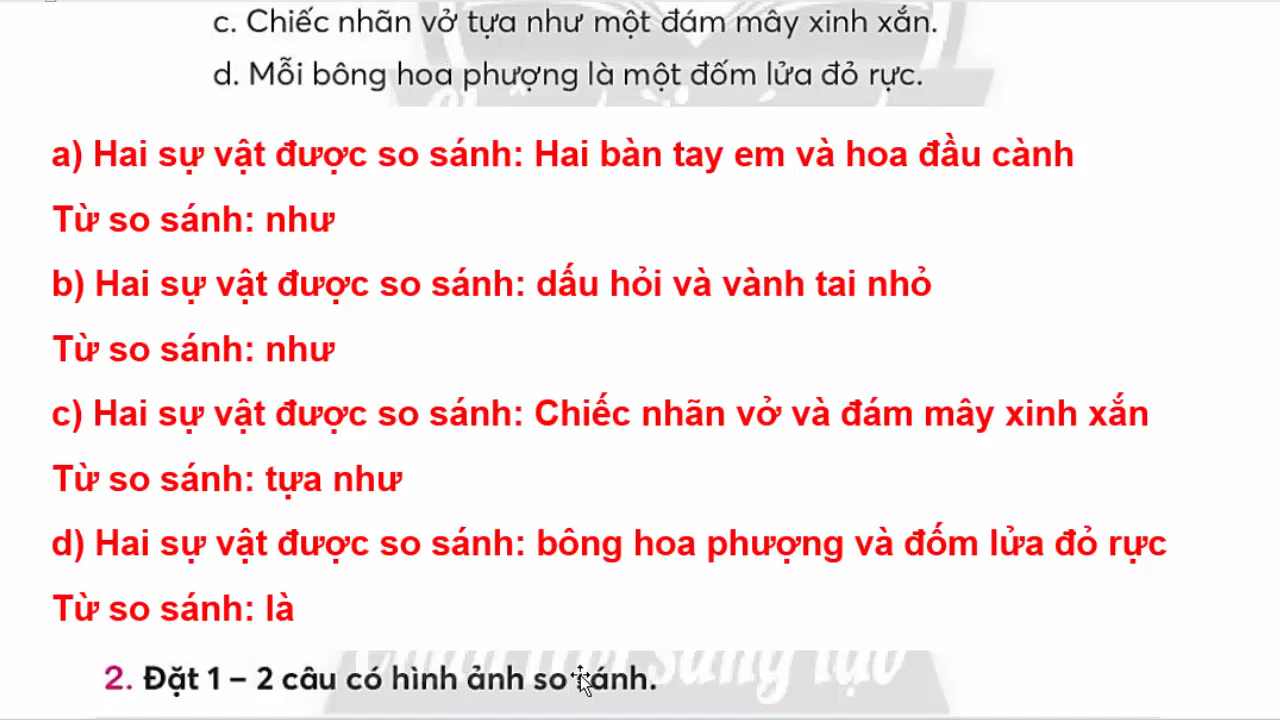 c. Chiếc nhãn vở tựa như một đám mây xinh xắn.
d. Mỗi bông hoa phượng là một đốm lửa đỏ rực.
a) Hai sự vật được so sánh: Hai bàn tay em và hoa đầu cành
Từ so sánh: như
b) Hai sự vật được so sánh: dấu hỏi và vành tai nhỏ
Từ so sánh: như
c) Hai sự vật được so sánh: Chiếc nhãn vở và đám mây xinh xắn
Từ so sánh: tựa như
d) Hai sự vật được so sánh: bông hoa phượng và đốm lửa đỏ rực
Từ so sánh: là
2. Đặt 1 – 2 câu có hình ảnh so sánh.